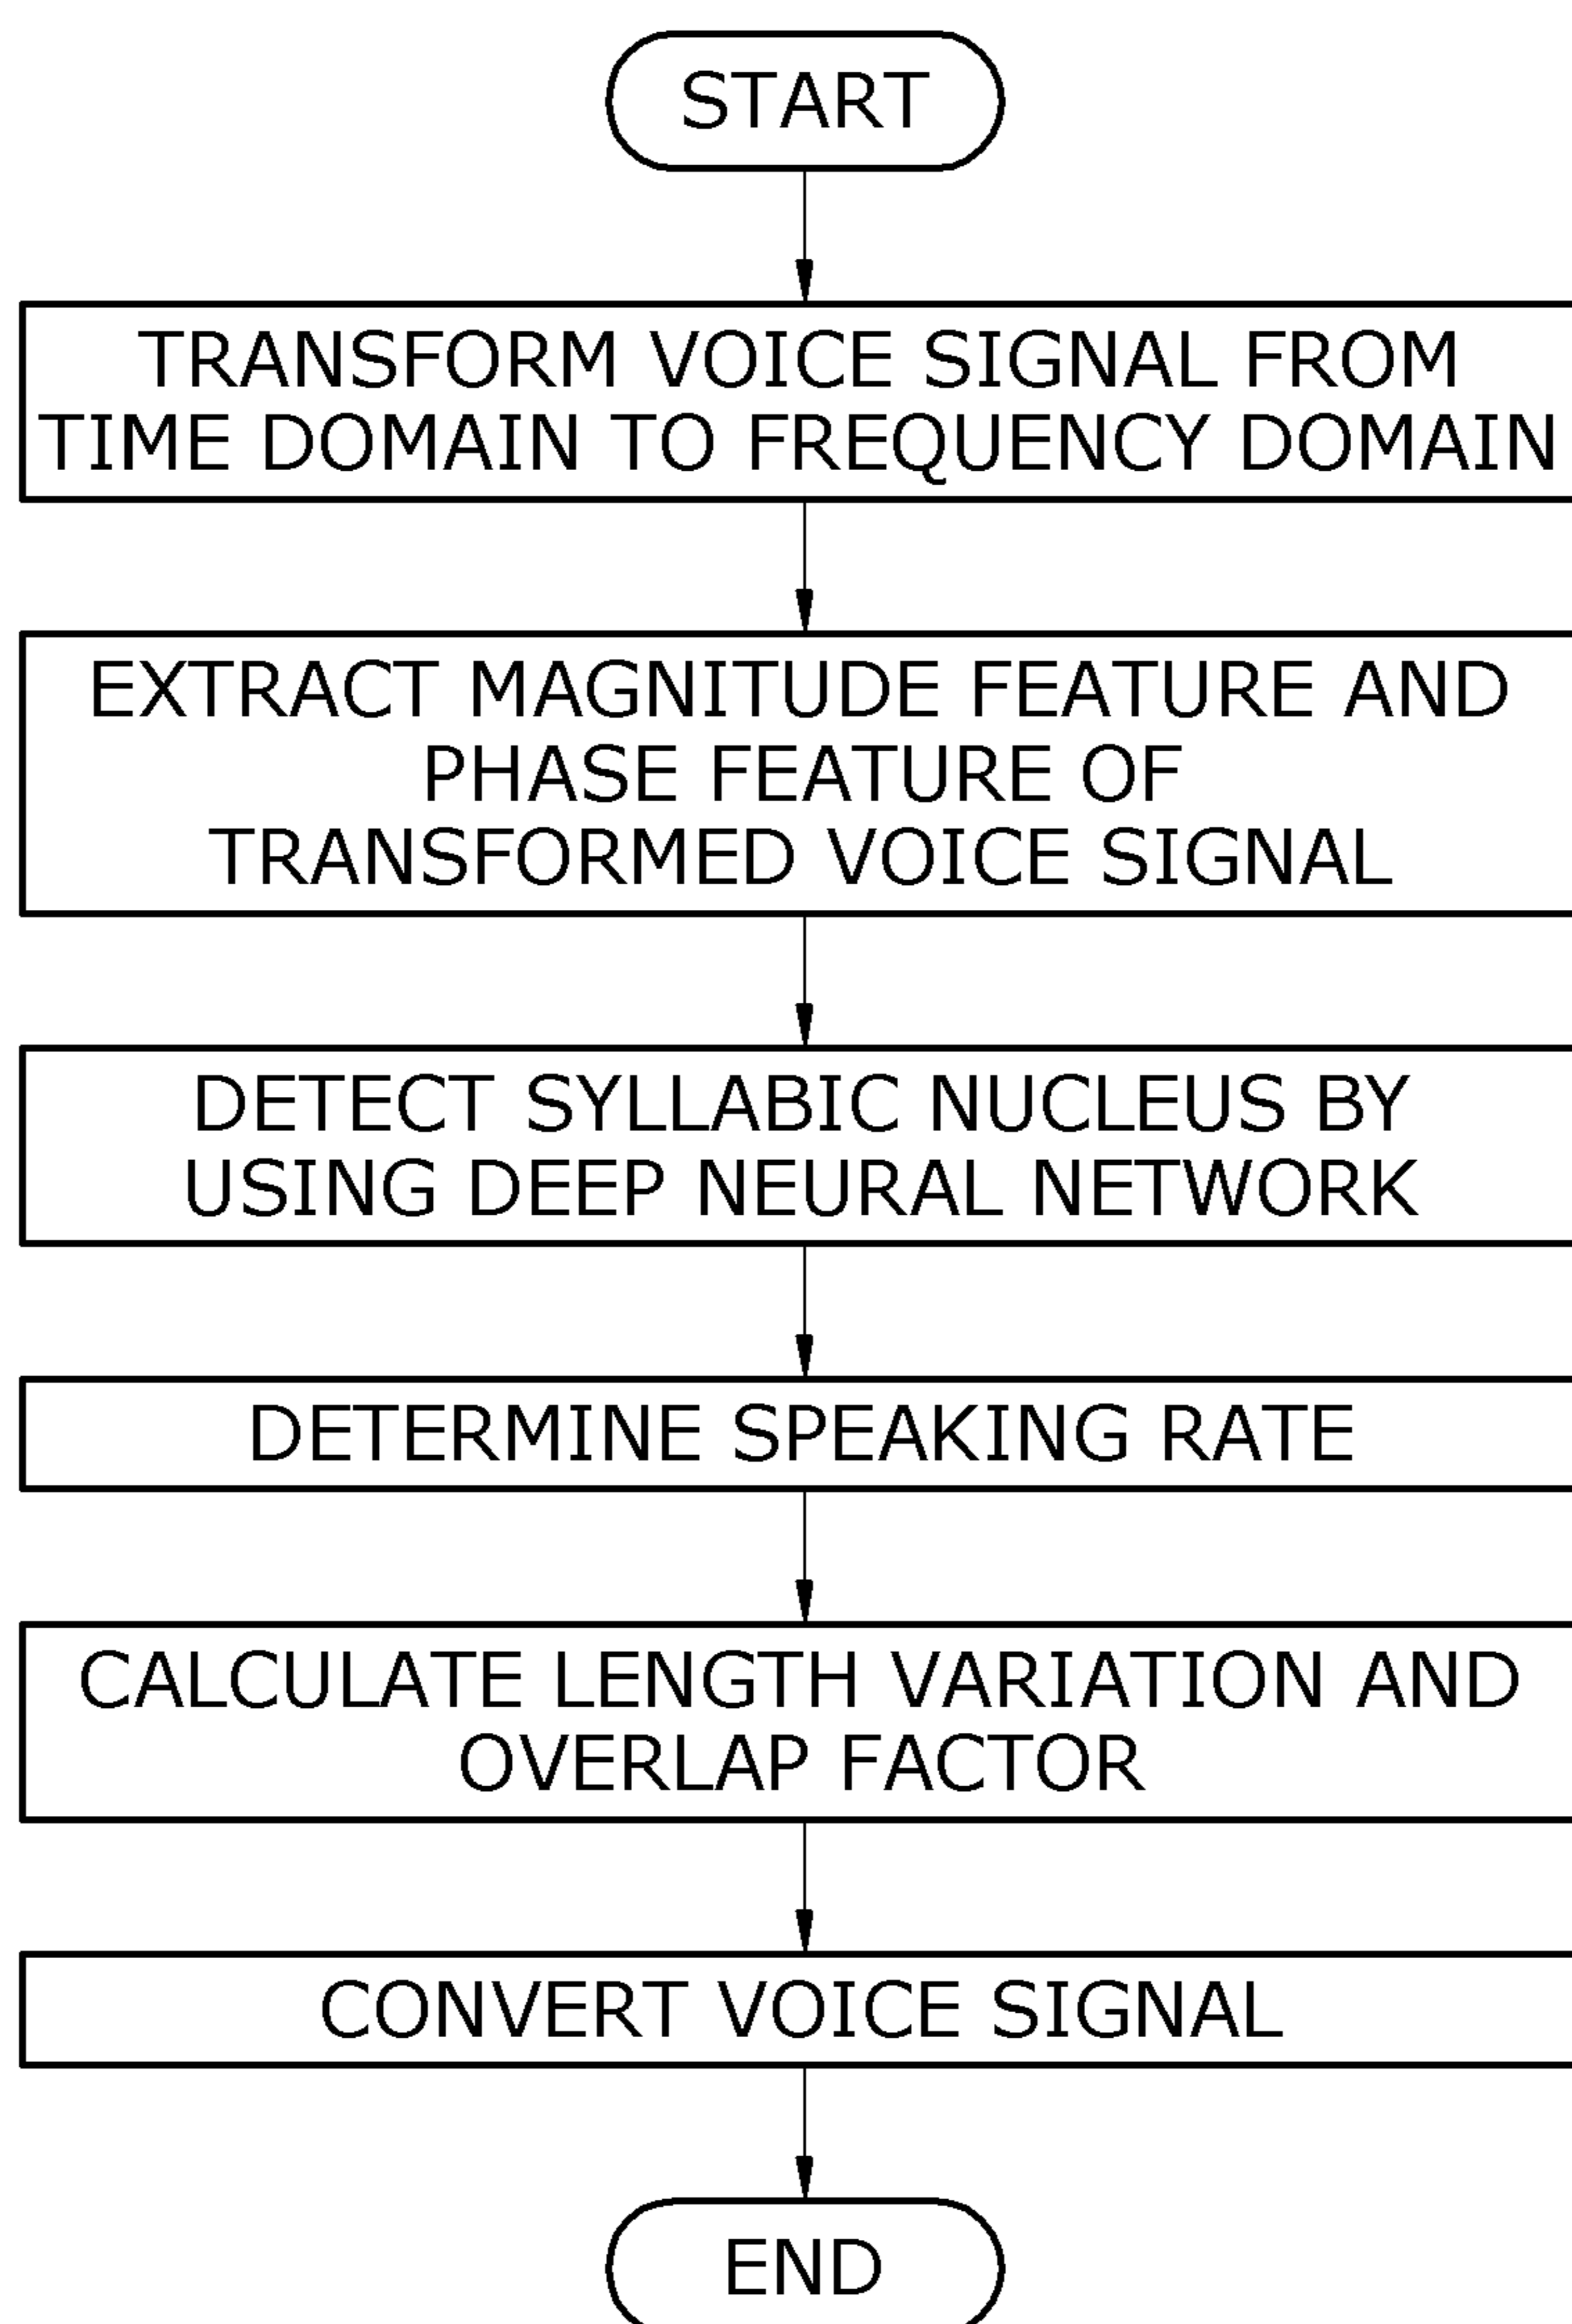 START
TRANSFORM VOICE SIGNAL FROM
TIME DOMAIN TO FREQUENCY DOMAIN
EXTRACT MAGNITUDE FEATURE AND
PHASE FEATURE OF
TRANSFORMED VOICE SIGNAL
DETECT SYLLABIC NUCLEUS BY
USING DEEP NEURAL NETWORK
DETERMINE SPEAKING RATE
CALCULATE LENGTH VARIATION AND
OVERLAP FACTOR
CONVERT VOICE SIGNAL
END